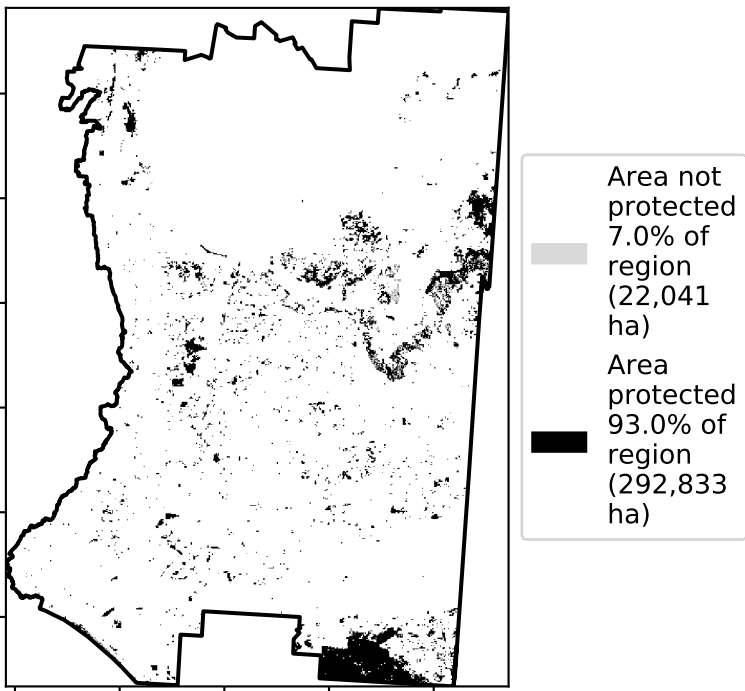 Area not
protected
7.0% of
region
(22,041
ha)
Area
protected
93.0% of
region
(292,833
ha)